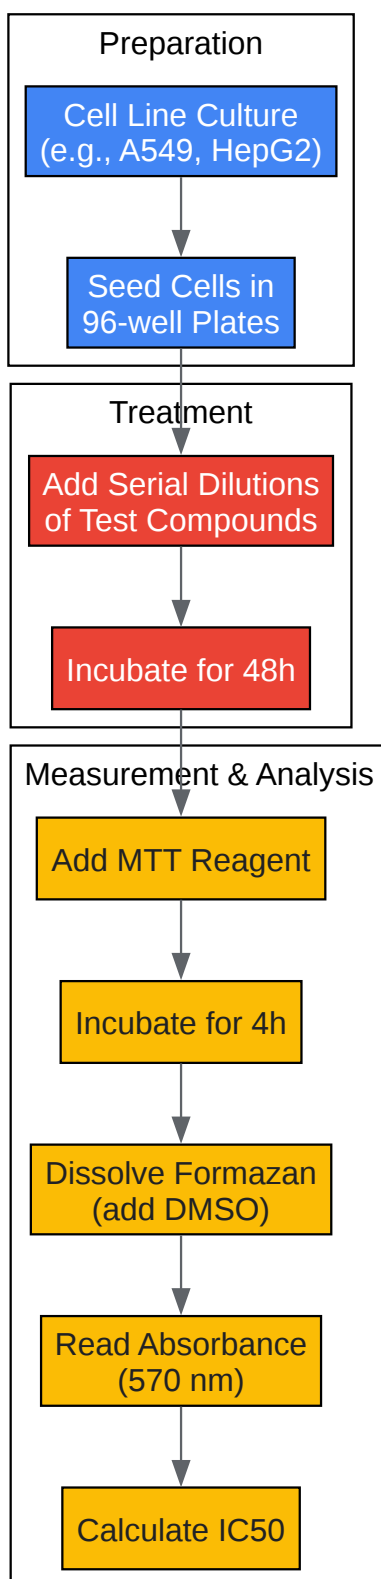 Preparation
Cell Line Culture
(e.g., A549, HepG2)
Seed Cells in
96-well Plates
Treatment
Add Serial Dilutions
of Test Compounds
Incubate for 48h
Measurement & Analysis
Add MTT Reagent
Incubate for 4h
Dissolve Formazan
(add DMSO)
Read Absorbance
(570 nm)
Calculate IC50